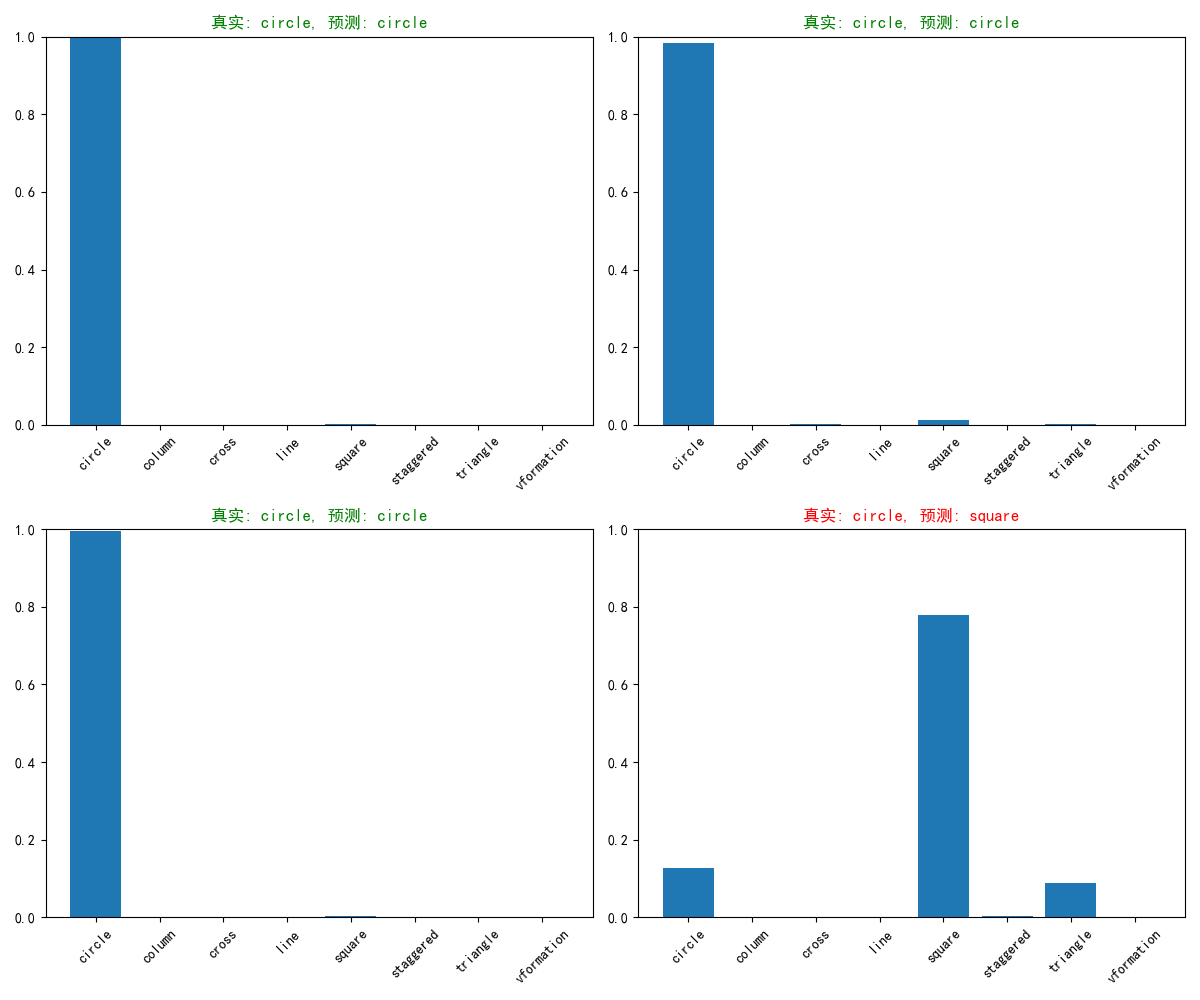 真实: circle, 预测: circle
1.0
0.8
0.6
0.4
0.2
0.0
circle
column
cross
line
square
staggered
triangle
vformation
真实: circle, 预测: circle
1.0
0.8
0.6
0.4
0.2
0.0
circle
column
cross
line
square
staggered
triangle
vformation
真实: circle, 预测: circle
1.0
0.8
0.6
0.4
0.2
0.0
circle
column
cross
line
square
staggered
triangle
vformation
真实: circle, 预测: square
1.0
0.8
0.6
0.4
0.2
0.0
circle
column
cross
line
square
staggered
triangle
vformation